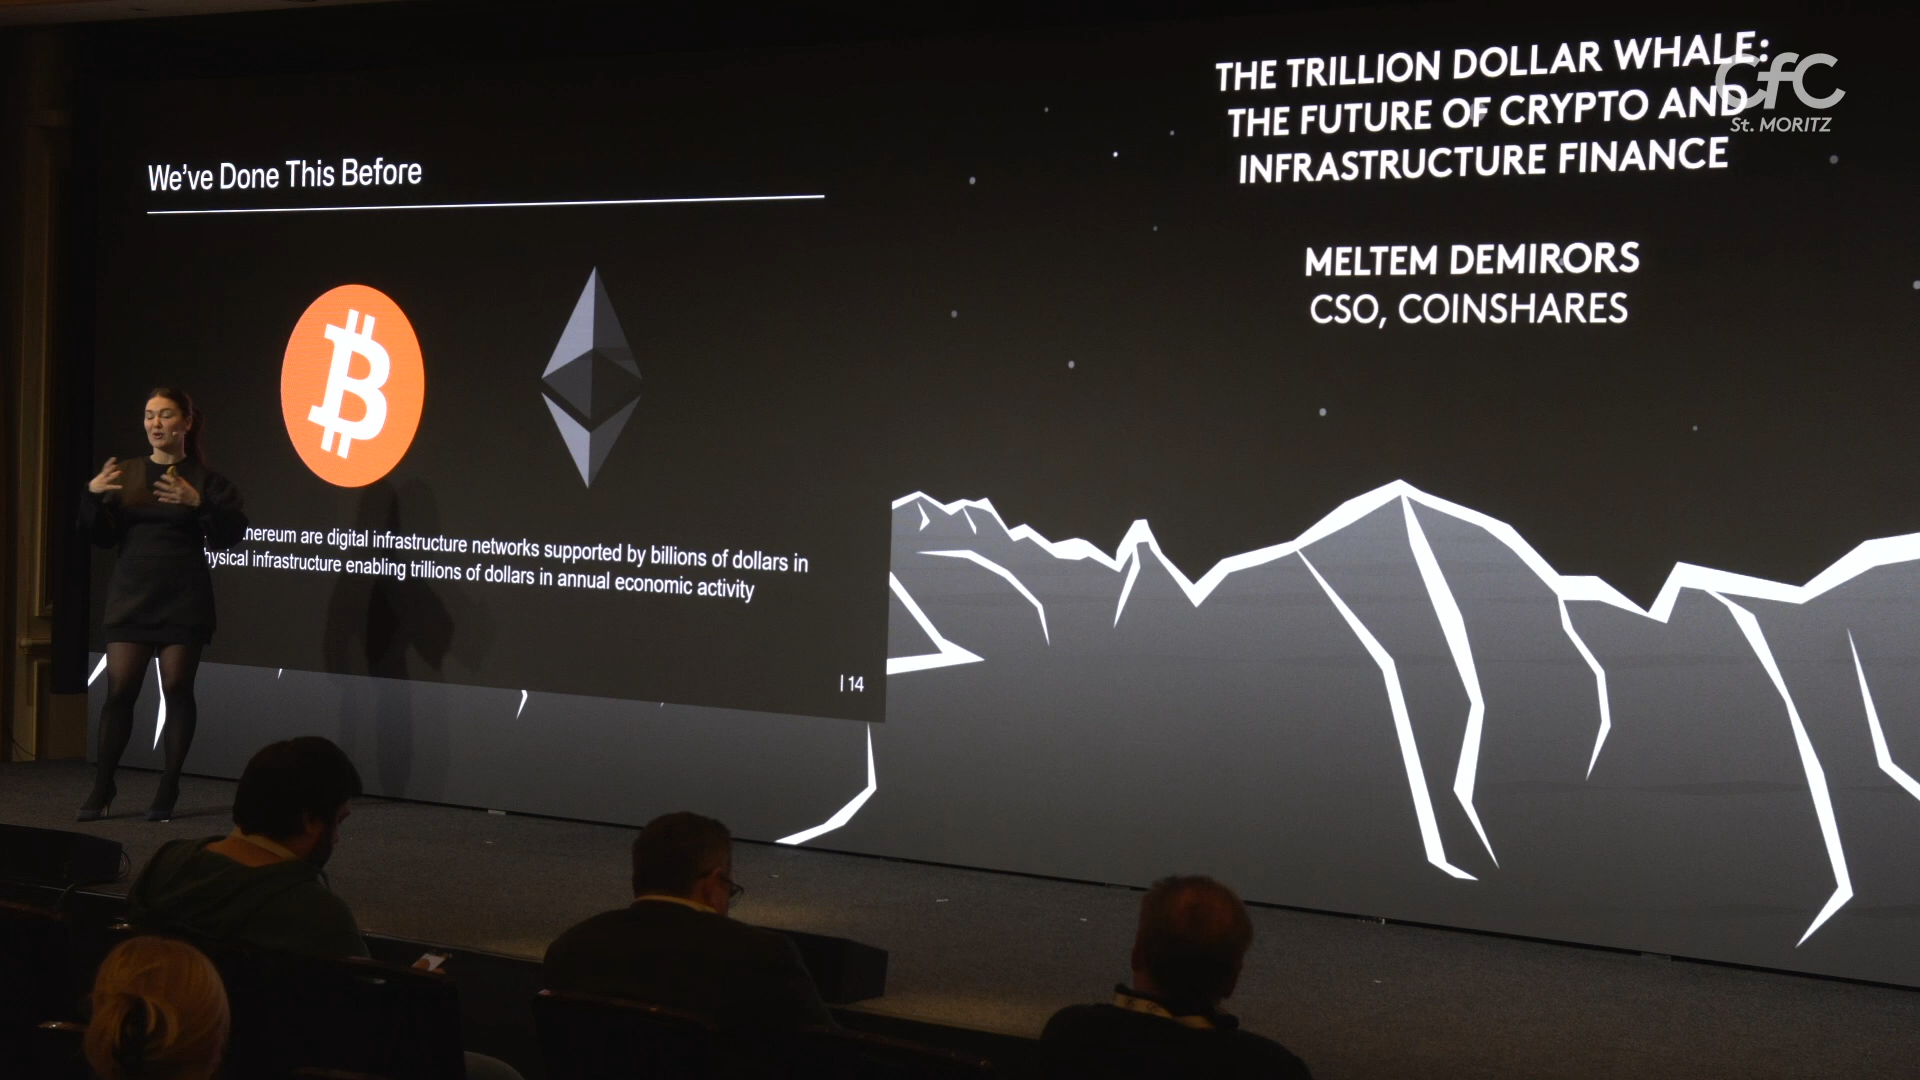 We've Done This Before
are digital infrastructure networks supported by billions of dollars in
infrastructure enabling trillions of dollars in annual economic activity
| 14
THE TRILLION DOLLAR WHALE:
THE FUTURE OF CRYPTO AND
INFRASTRUCTURE FINANCE
MELTEM DEMIRORS
CSO, COINSHARES
CfC
St. MORITZ